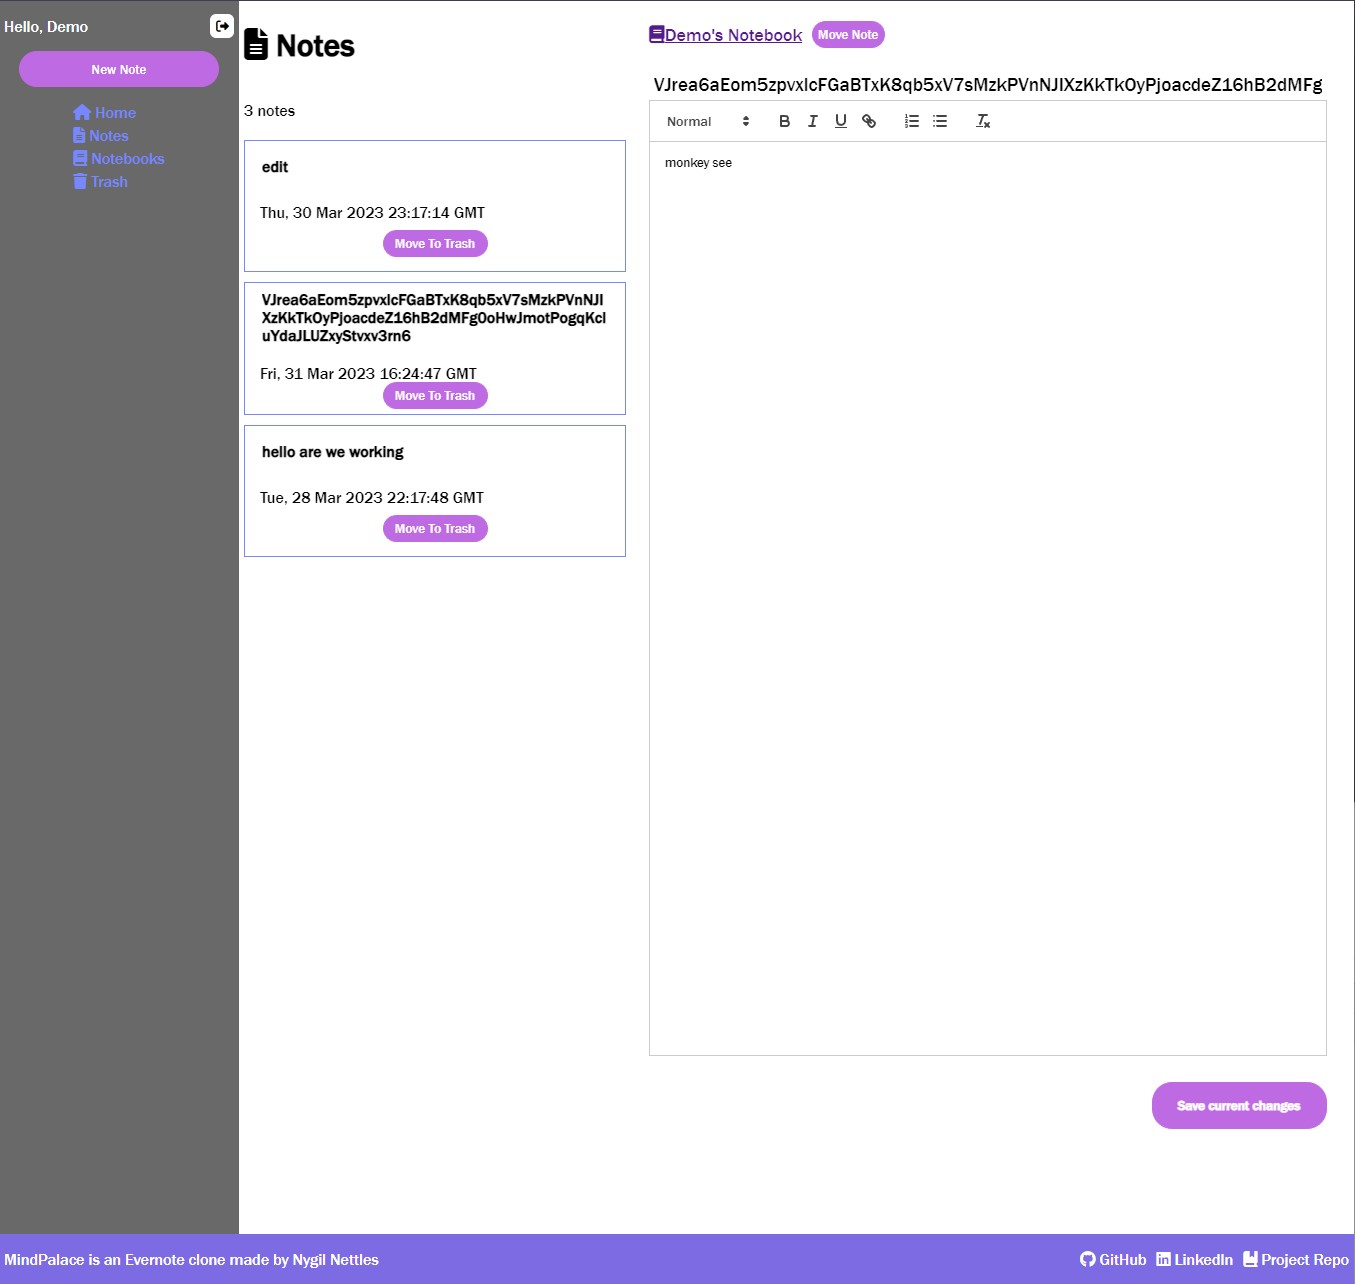 Hello, Demo
New Note
Home
Notes
Notebooks
Trash
Notes
3 notes
edit
Thu, 30 Mar 2023 23:17:14 GMT
Move To Trash
VJrea6aEom5zpvxlcFGaBTxK8qb5xV7sMzkPVnNJI
XzKkTkOyPjoacdeZ16hB2dMFg0oHwJmotPogqKcl
uYdaJLUZxyStvxv3rn6
Fri, 31 Mar 2023 16:24:47 GMT
Move To Trash
hello are we working
Tue, 28 Mar 2023 22:17:48 GMT
Move To Trash
Demo's Notebook
Move Note
VJrea6aEom5zpvxlcFGaBTxK8qb5xV7sMzkPVnNJIXzKkTkOyPjoacdeZ16hB2dMFg
Normal
monkey see
Save current changes
MindPalace is an Evernote clone made by Nygil Nettles
GitHub LinkedIn Project Repo